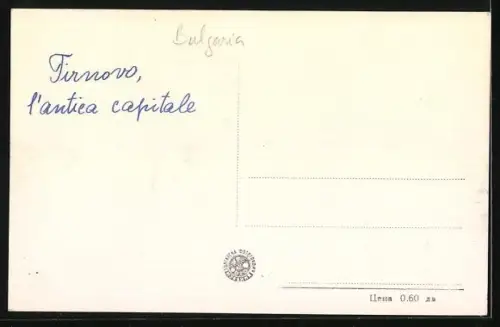 Bulgaria
Tirnovo,
l'antica capitale
Цена 0.60 лв